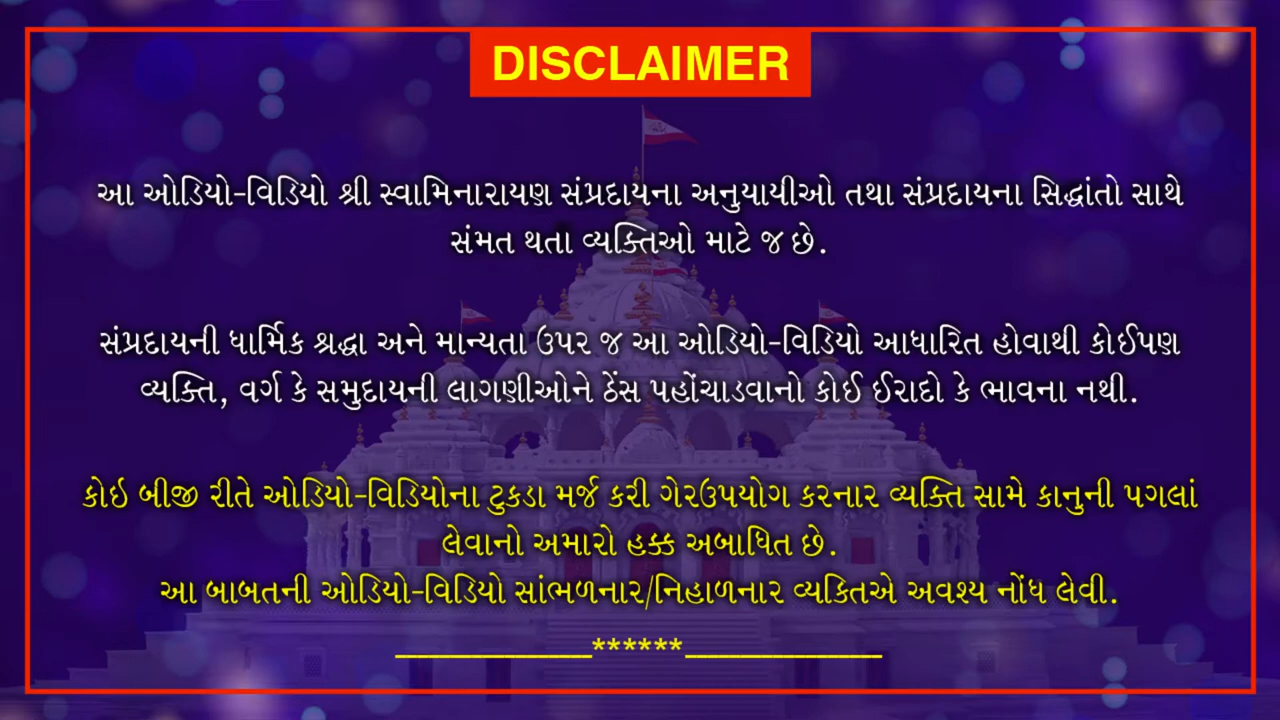 DISCLAIMER
આ ઓડિયો-વિડિયો શ્રી સ્વામિનારાયણ સંપ્રદાયના અનુયાયીઓ તથા સંપ્રદાયના સિદ્ધાંતો સાથે
સંમત થતા વ્યક્તિઓ માટે જ છે.
સંપ્રદાયની ધાર્મિક શ્રદ્ધા અને માન્યતા ઉપર જ આ ઓડિયો-વિડિયો આધારિત હોવાથી કોઈપણ
વ્યક્તિ, વર્ગ કે સમુદાયની લાગણીઓને ઠેંસ પહોંચાડવાનો કોઈ ઈરાદો કે ભાવના નથી.
કોઇ બીજી રીતે ઓડિયો-વિડિયોના ટુકડા મર્જ કરી ગેરઉપયોગ કરનાર વ્યક્તિ સામે કાનુની પગલાં
લેવાનો અમારો હક્ક અબાધિત છે.
આ બાબતની ઓડિયો-વિડિયો સાંભળનાર/નિહાળનાર વ્યકિતએ અવશ્ય નોંધ લેવી.
________________******________________